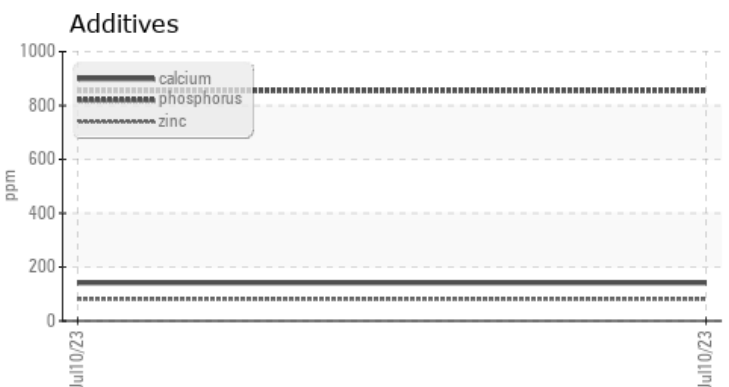 Additives
1000
calcium
800
phosphorus
zinc
600
ppm
400
200
0
Jul10/23
Jul10/23